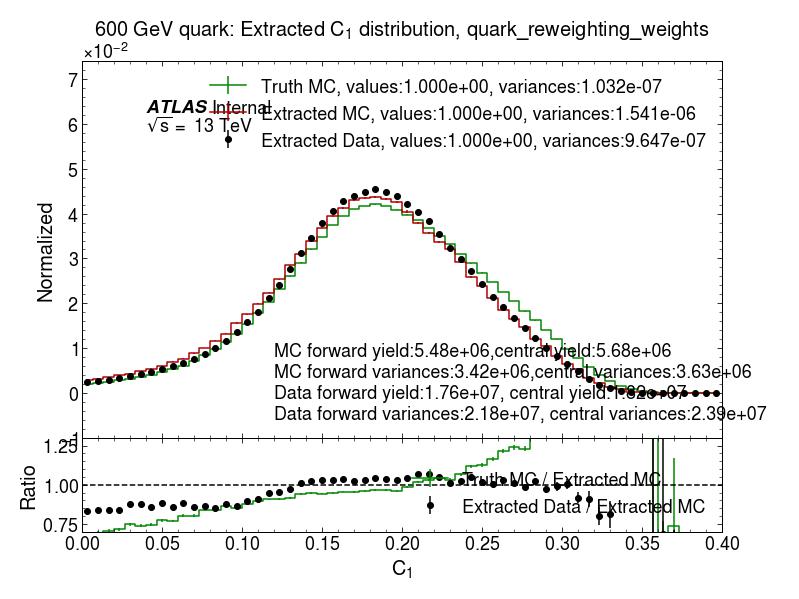 600 GeV quark: Extracted C₁ distribution, quark_reweighting_weights
×10⁻²
Truth MC, values:1.000e+00, variances:1.032e-07
ATLAS Internal
Extracted MC, values:1.000e+00, variances:1.541e-06
√s = 13 TeV
Extracted Data, values:1.000e+00, variances:9.647e-07
7
6
5
4
3
2
1
0
Normalized
MC forward yield:5.48e+06,central yield:5.68e+06
MC forward variances:3.42e+06,central variances:3.63e+06
Data forward yield:1.76e+07, central yield:
Data forward variances:2.18e+07, central variances:2.39e+07
1.25
1.00
0.75
Ratio
Truth MC / Extracted MC
Extracted Data / Extracted MC
0.00 0.05 0.10 0.15 0.20 0.25 0.30 0.35 0.40
C₁